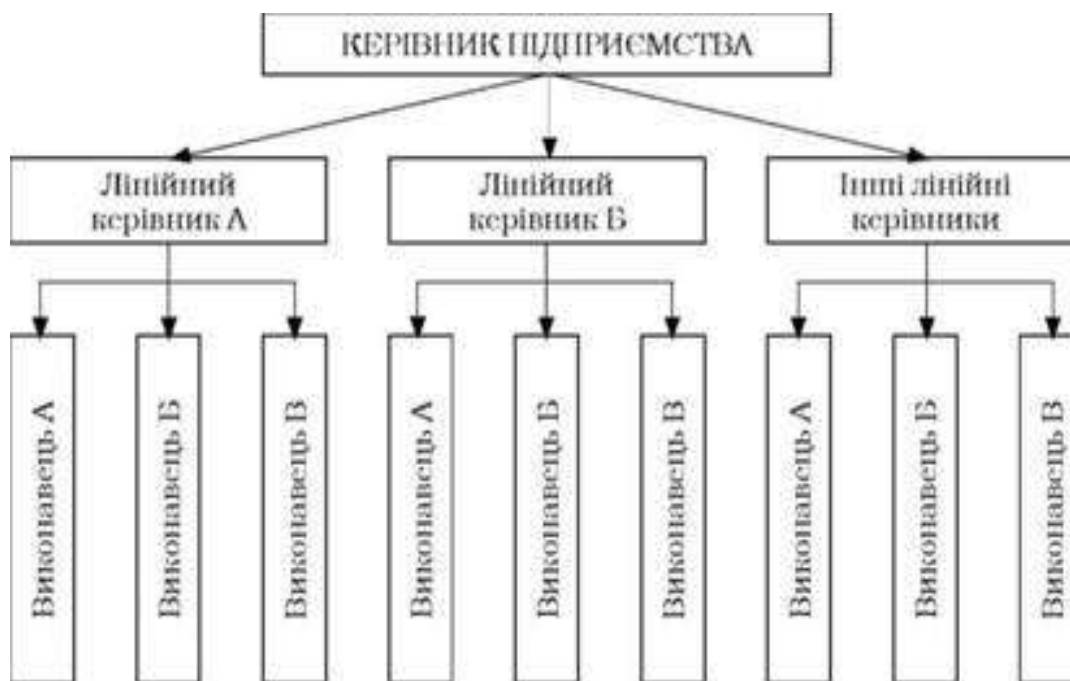 КЕРІВНИК ПІДПРИЄМСТВА
Лінійний
керівник А
Лінійний
керівник Б
Інші лінійні
керівники
Виконавець А
Виконавець Б
Виконавець В
Виконавець А
Виконавець Б
Виконавець В
Виконавець А
Виконавець Б
Виконавець В